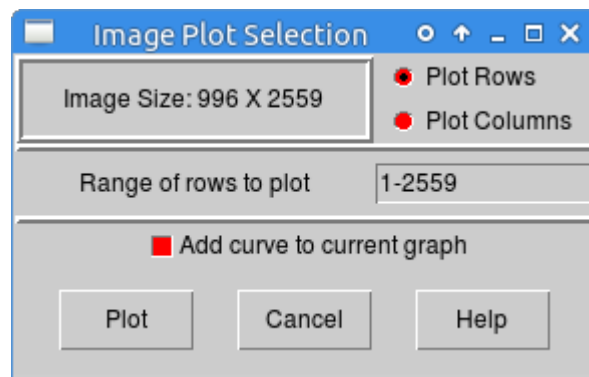 Image Plot Selection
Image Size: 996 X 2559
Plot Rows
Plot Columns
Range of rows to plot 1-2559
Add curve to current graph
Plot Cancel Help